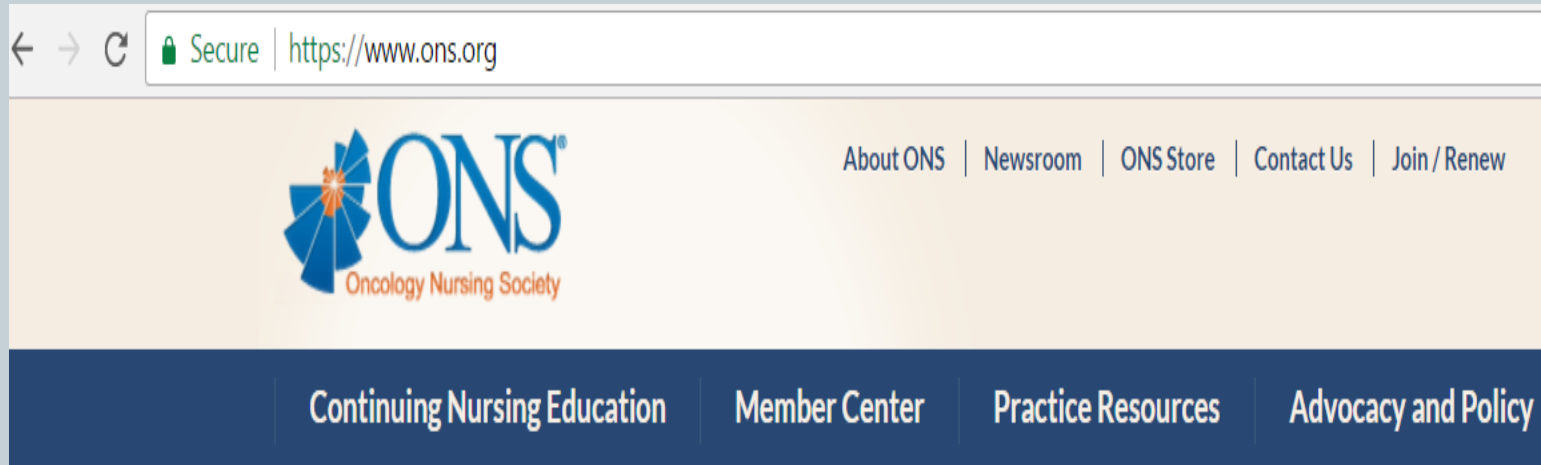 Secure | https://www.ons.org
ONS®
Oncology Nursing Society
About ONS | Newsroom | ONS Store | Contact Us | Join / Renew
Continuing Nursing Education | Member Center | Practice Resources | Advocacy and Policy